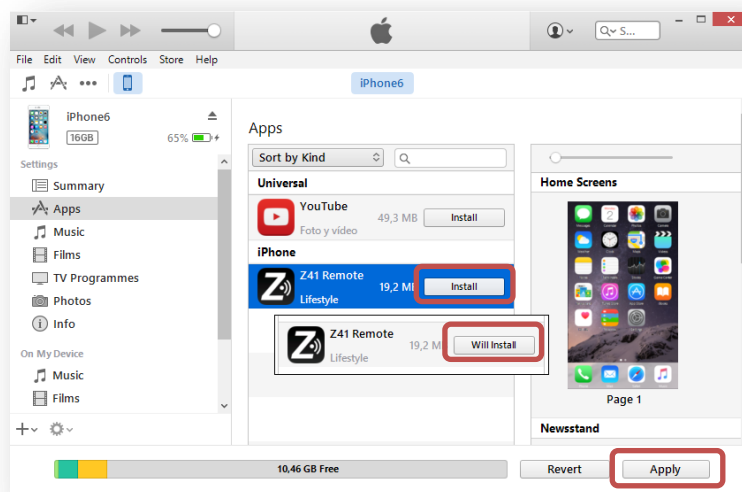 S...
File Edit View Controls Store Help
iPhone6
iPhone6
16GB
65%
Settings
Summary
Apps
Music
Films
TV Programmes
Photos
Info
On My Device
Music
Films
Apps
Sort by Kind
Universal
YouTube
Foto y vídeo
49,3 MB
Install
iPhone
Z41 Remote
Lifestyle
19,2 MB
Install
Z41 Remote
Lifestyle
19,2 M
Will Install
Home Screens
Page 1
Newsstand
10,46 GB Free
Revert
Apply